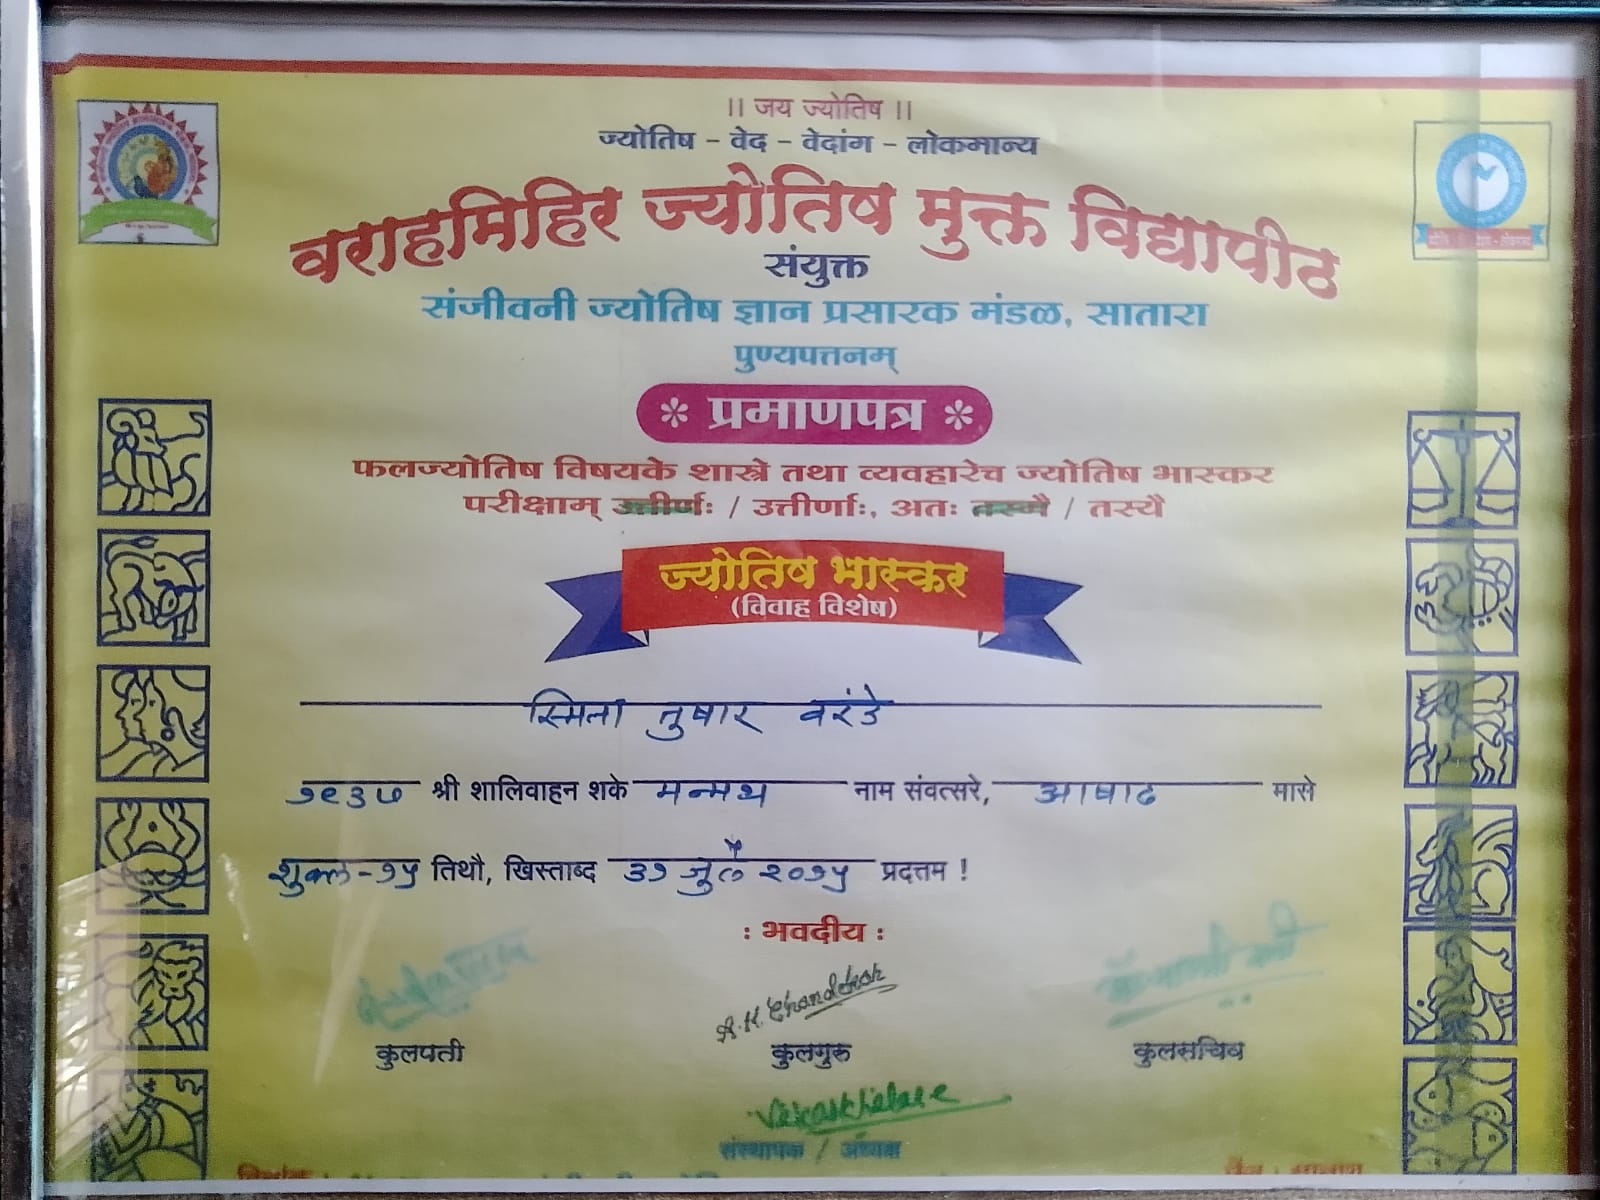 ।। जय ज्योतिष ।।
ज्योतिष - वेद - वेदांग - लोकमान्य
वराहमिहिर ज्योतिष मुक्त विद्यापीठ
संयुक्त
संजीवनी ज्योतिष ज्ञान प्रसारक मंडळ, सातारा
पुण्यपत्तनम्
* प्रमाणपत्र *
फलज्योतिष विषयके शास्त्रे तथा व्यवहारेच ज्योतिष भास्कर
परीक्षाम् उत्तीर्णः / उत्तीर्णाः, अतः तस्मै / तस्यै
ज्योतिष भास्कर
(विवाह विशेष)
स्मिता तुषार वरंडे
१९३७ श्री शालिवाहन शके मन्मथ नाम संवत्सरे, आषाढ मासे
शुक्ल-१५ तिथौ, खिस्ताब्द ३१ जुलै २०१५ प्रदत्तम !
: भवदीय :
A.K. Chandekar
कुलपती कुलगुरु कुलसचिव
संस्थापक / अध्यक्ष